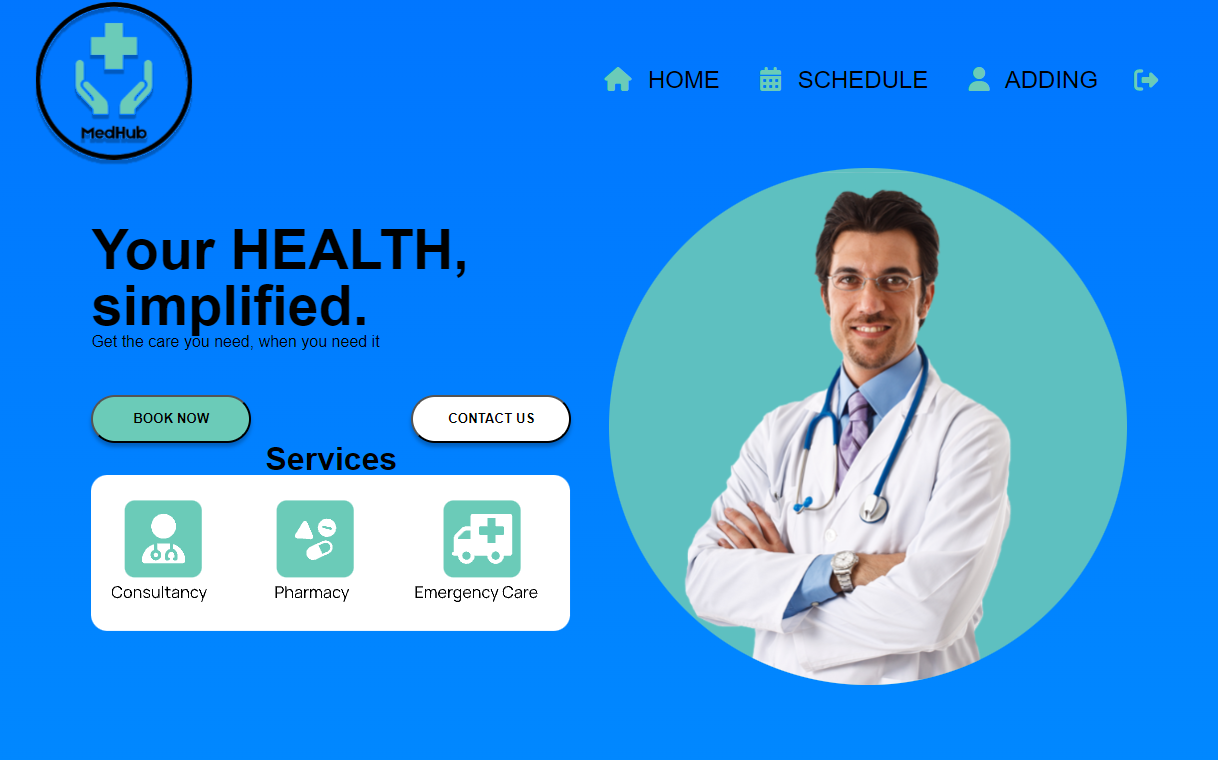 MedHub
HOME
SCHEDULE
ADDING
Your HEALTH,
simplified.
Get the care you need, when you need it
BOOK NOW
CONTACT US
Services
Consultancy
Pharmacy
Emergency Care